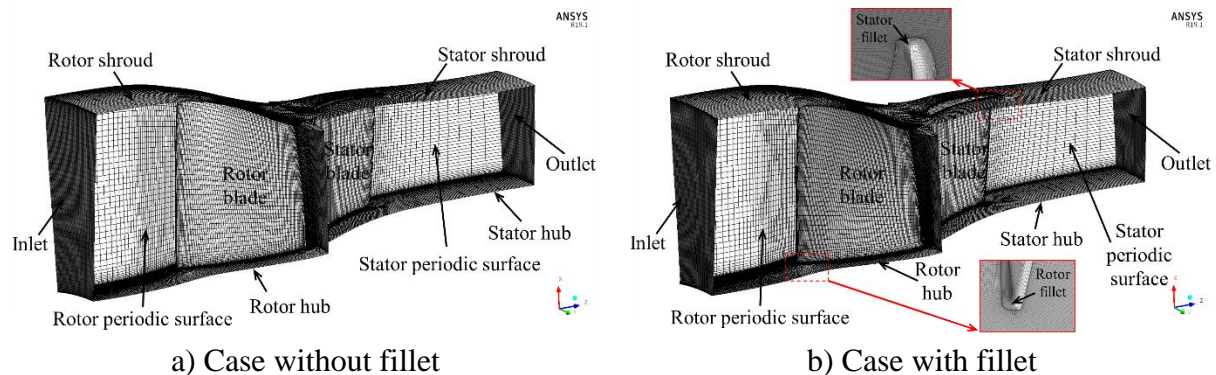 ANSYS
R19.1
Rotor shroud
Stator shroud
Rotor
blade
Stator
blade
Outlet
Inlet
Stator hub
Stator periodic surface
Rotor hub
Rotor periodic surface
a) Case without fillet
ANSYS
R19.1
Stator
fillet
Rotor shroud
Stator shroud
Rotor
blade
Stator
blade
Outlet
Inlet
Stator hub
Stator
periodic
surface
Rotor
hub
Rotor
fillet
Rotor periodic surface
b) Case with fillet